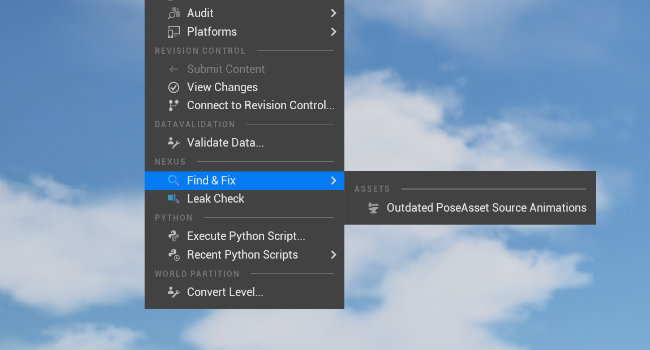 Audit
Platforms
REVISION CONTROL
Submit Content
View Changes
Connect to Revision Control...
DATAVALIDATION
Validate Data...
NEXUS
Find & Fix
ASSETS
Outdated PoseAsset Source Animations
Leak Check
PYTHON
Execute Python Script...
Recent Python Scripts
WORLD PARTITION
Convert Level...